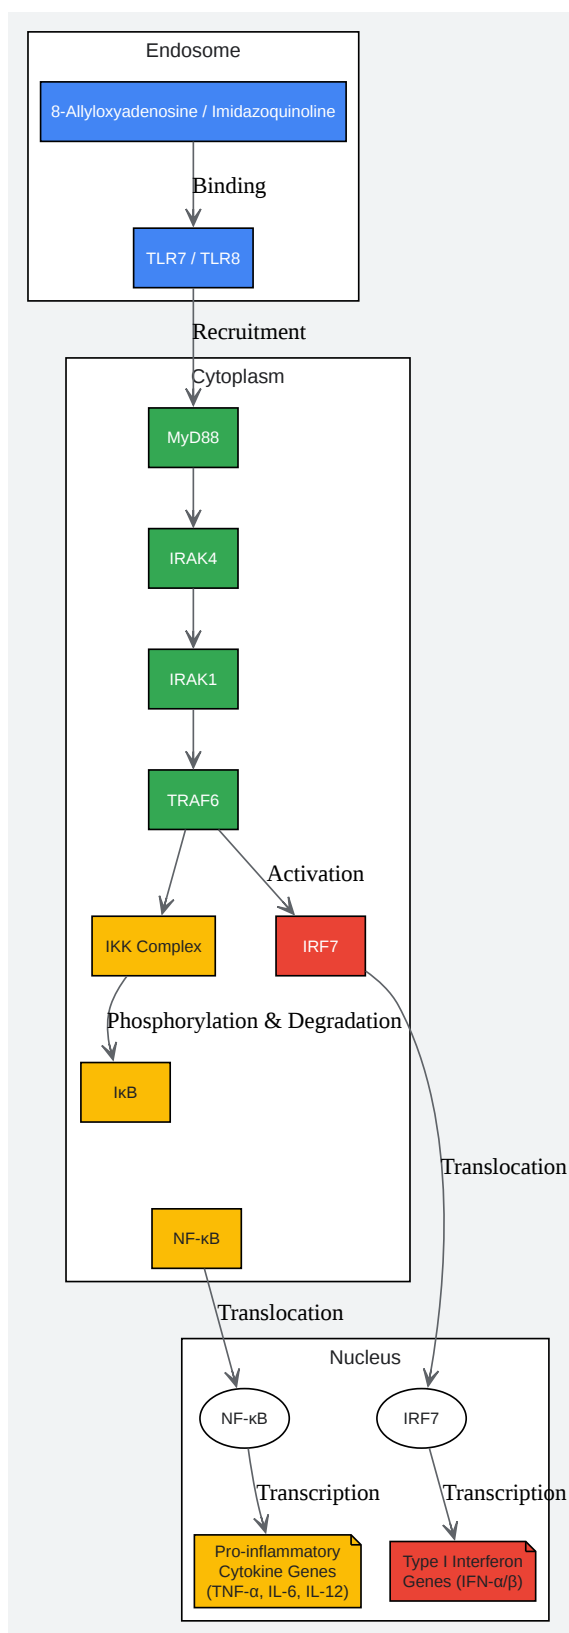 Endosome
8-Allyloxyadenosine / Imidazoquinoline
Binding
TLR7 / TLR8
Recruitment
Cytoplasm
MyD88
IRAK4
IRAK1
TRAF6
Activation
IKK Complex
IRF7
Phosphorylation & Degradation
IκB
Translocation
NF-κB
Translocation
Nucleus
NF-κB
IRF7
Transcription
Transcription
Pro-inflammatory
Cytokine Genes
(TNF-α, IL-6, IL-12)
Type I Interferon
Genes (IFN-α/β)